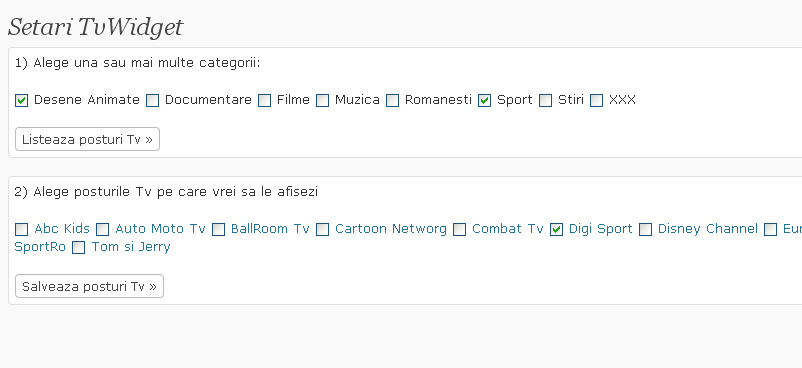 Setari TvWidget
1) Alege una sau mai multe categorii:
Desene Animate Documentare Filme Muzica Romanesti Sport Stiri XXX
Listeaza posturi Tv »
2) Alege posturile Tv pe care vrei sa le afisezi
Abc Kids Auto Moto Tv BallRoom Tv Cartoon Networg Combat Tv Digi Sport Disney Channel
SportRo Tom si Jerry
Salveaza posturi Tv »